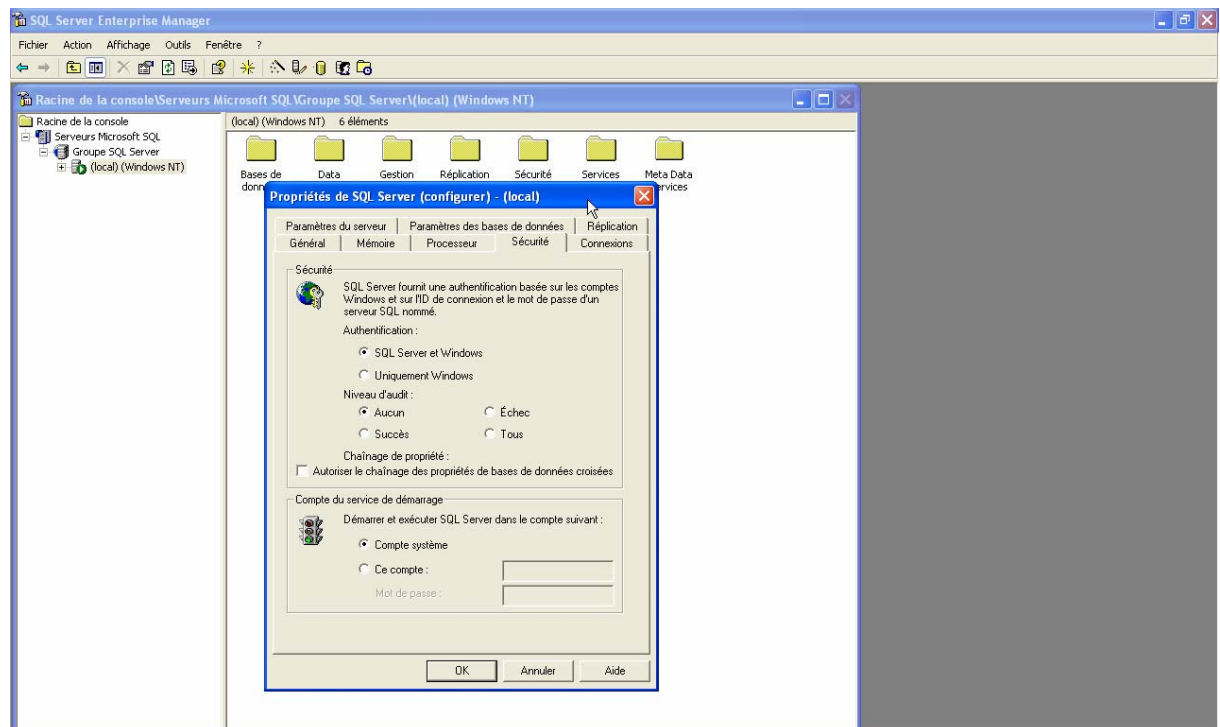 SQL Server Enterprise Manager
Fichier Action Affichage Outils Fenêtre ?
Racine de la console\Serveurs Microsoft SQL\Groupe SQL Server\(local) (Windows NT)
Racine de la console
Serveurs Microsoft SQL
Groupe SQL Server
(local) (Windows NT)
(local) (Windows NT) 6 éléments
Bases de Data Gestion Réplication Sécurité Services Meta Data
donn
ervices
Propriétés de SQL Server (configurer) - (local)
Paramètres du serveur Paramètres des bases de données Réplication
Général Mémoire Processeur Sécurité Connexions
Sécurité
SQL Server fournit une authentification basée sur les comptes
Windows et sur l'ID de connexion et le mot de passe d'un
serveur SQL nommé.
Authentification :
SQL Server et Windows
Uniquement Windows
Niveau d'audit :
Aucun Échec
Succès Tous
Chaînage de propriété :
Autoriser le chaînage des propriétés de bases de données croisées
Compte du service de démarrage
Démarrer et exécuter SQL Server dans le compte suivant :
Compte système
Ce compte :
Mot de passe :
OK Annuler Aide